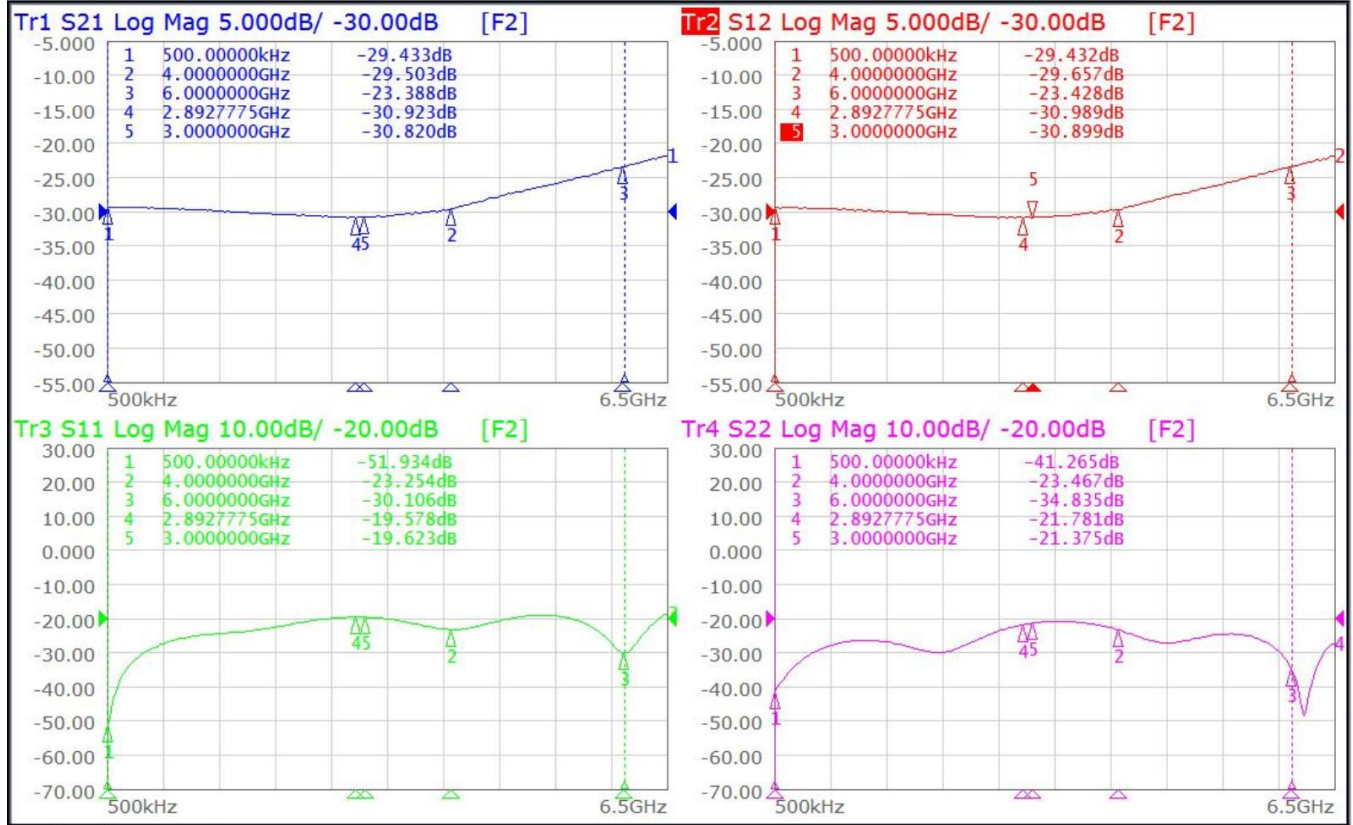 Tr1 S21 Log Mag 5.000dB/ -30.00dB [F2]
-5.000
-10.00
-15.00
-20.00
-25.00
-30.00
-35.00
-40.00
-45.00
-50.00
-55.00
1 500.00000kHz -29.433dB
2 4.0000000GHz -29.503dB
3 6.0000000GHz -23.388dB
4 2.8927775GHz -30.923dB
5 3.0000000GHz -30.820dB
1
1
45
2
3
500kHz 6.5GHz
Tr2 S12 Log Mag 5.000dB/ -30.00dB [F2]
-5.000
-10.00
-15.00
-20.00
-25.00
-30.00
-35.00
-40.00
-45.00
-50.00
-55.00
1 500.00000kHz -29.432dB
2 4.0000000GHz -29.657dB
3 6.0000000GHz -23.428dB
4 2.8927775GHz -30.989dB
5 3.0000000GHz -30.899dB
2
5
1
4
2
3
500kHz 6.5GHz
Tr3 S11 Log Mag 10.00dB/ -20.00dB [F2]
30.00
20.00
10.00
0.000
-10.00
-20.00
-30.00
-40.00
-50.00
-60.00
-70.00
1 500.00000kHz -51.934dB
2 4.0000000GHz -23.254dB
3 6.0000000GHz -30.106dB
4 2.8927775GHz -19.578dB
5 3.0000000GHz -19.623dB
45
2
3
1
500kHz 6.5GHz
Tr4 S22 Log Mag 10.00dB/ -20.00dB [F2]
30.00
20.00
10.00
0.000
-10.00
-20.00
-30.00
-40.00
-50.00
-60.00
-70.00
1 500.00000kHz -41.265dB
2 4.0000000GHz -23.467dB
3 6.0000000GHz -34.835dB
4 2.8927775GHz -21.781dB
5 3.0000000GHz -21.375dB
4
45
2
3
1
500kHz 6.5GHz